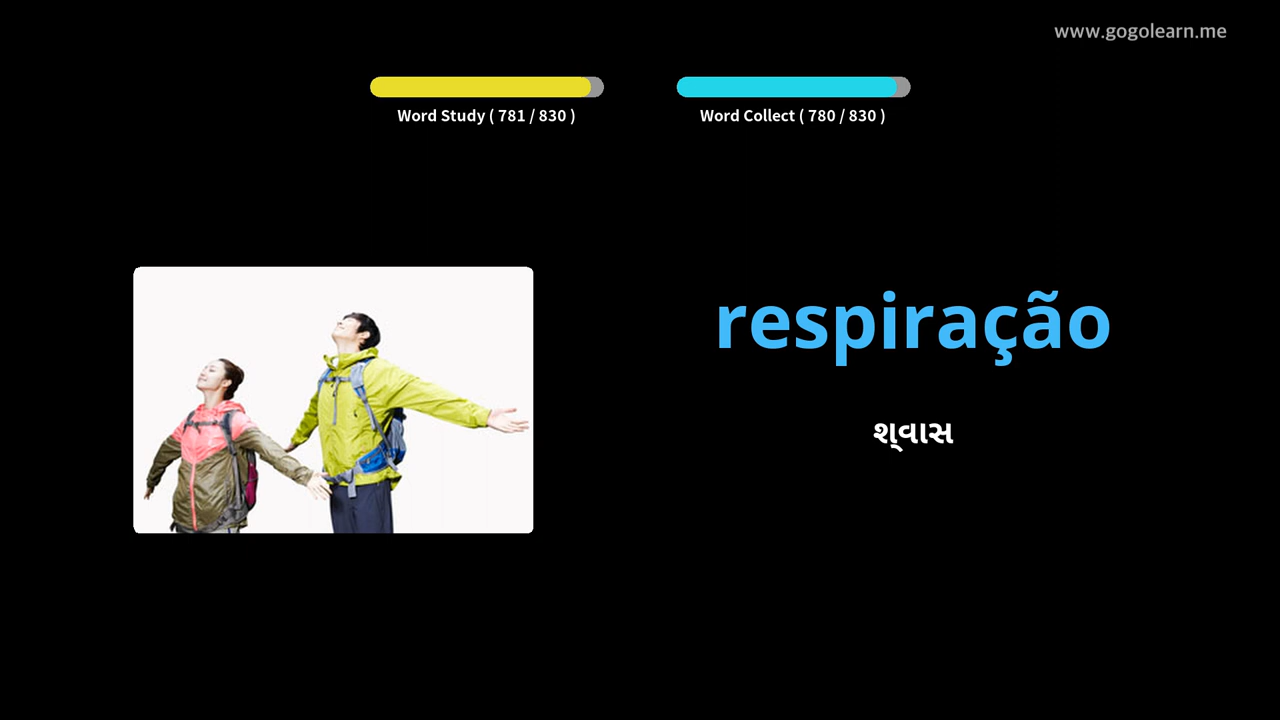 www.gogolearn.me
Word Study ( 781 / 830 )
Word Collect ( 780 / 830 )
respiração
શ્વાસ